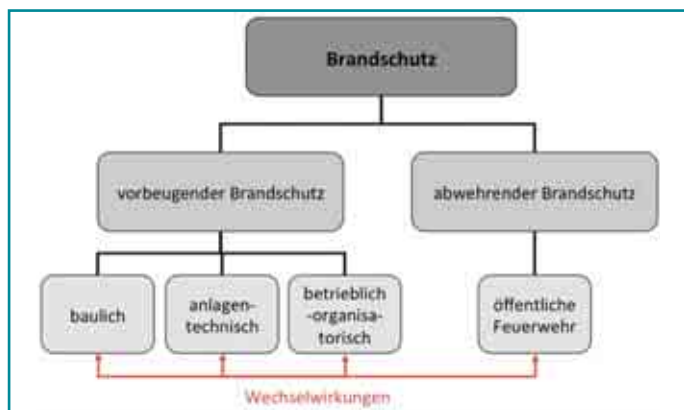 Brandschutz
vorbeugender Brandschutz
abwehrender Brandschutz
baulich
anlagen-
technisch
betrieblich
-organisa-
torisch
öffentliche
Feuerwehr
Wechselwirkungen